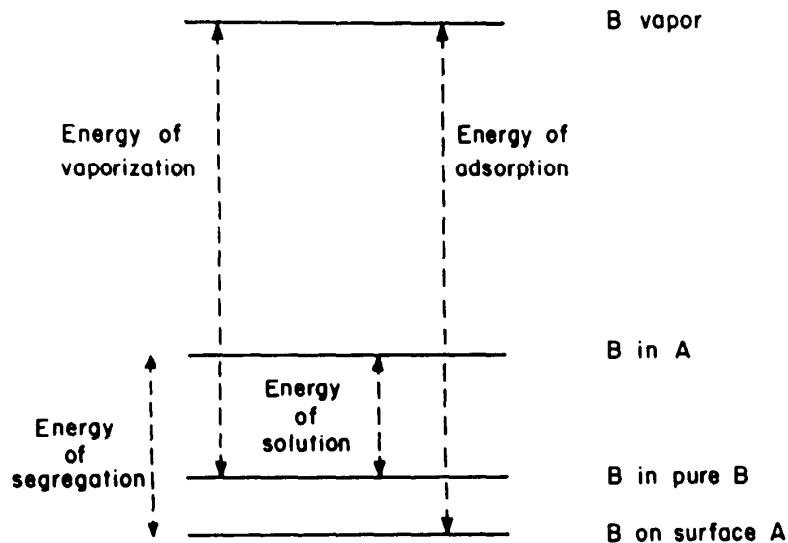 B vapor
Energy of
vaporization
Energy of
adsorption
B in A
Energy
of
solution
Energy
of
segregation
B in pure B
B on surface A